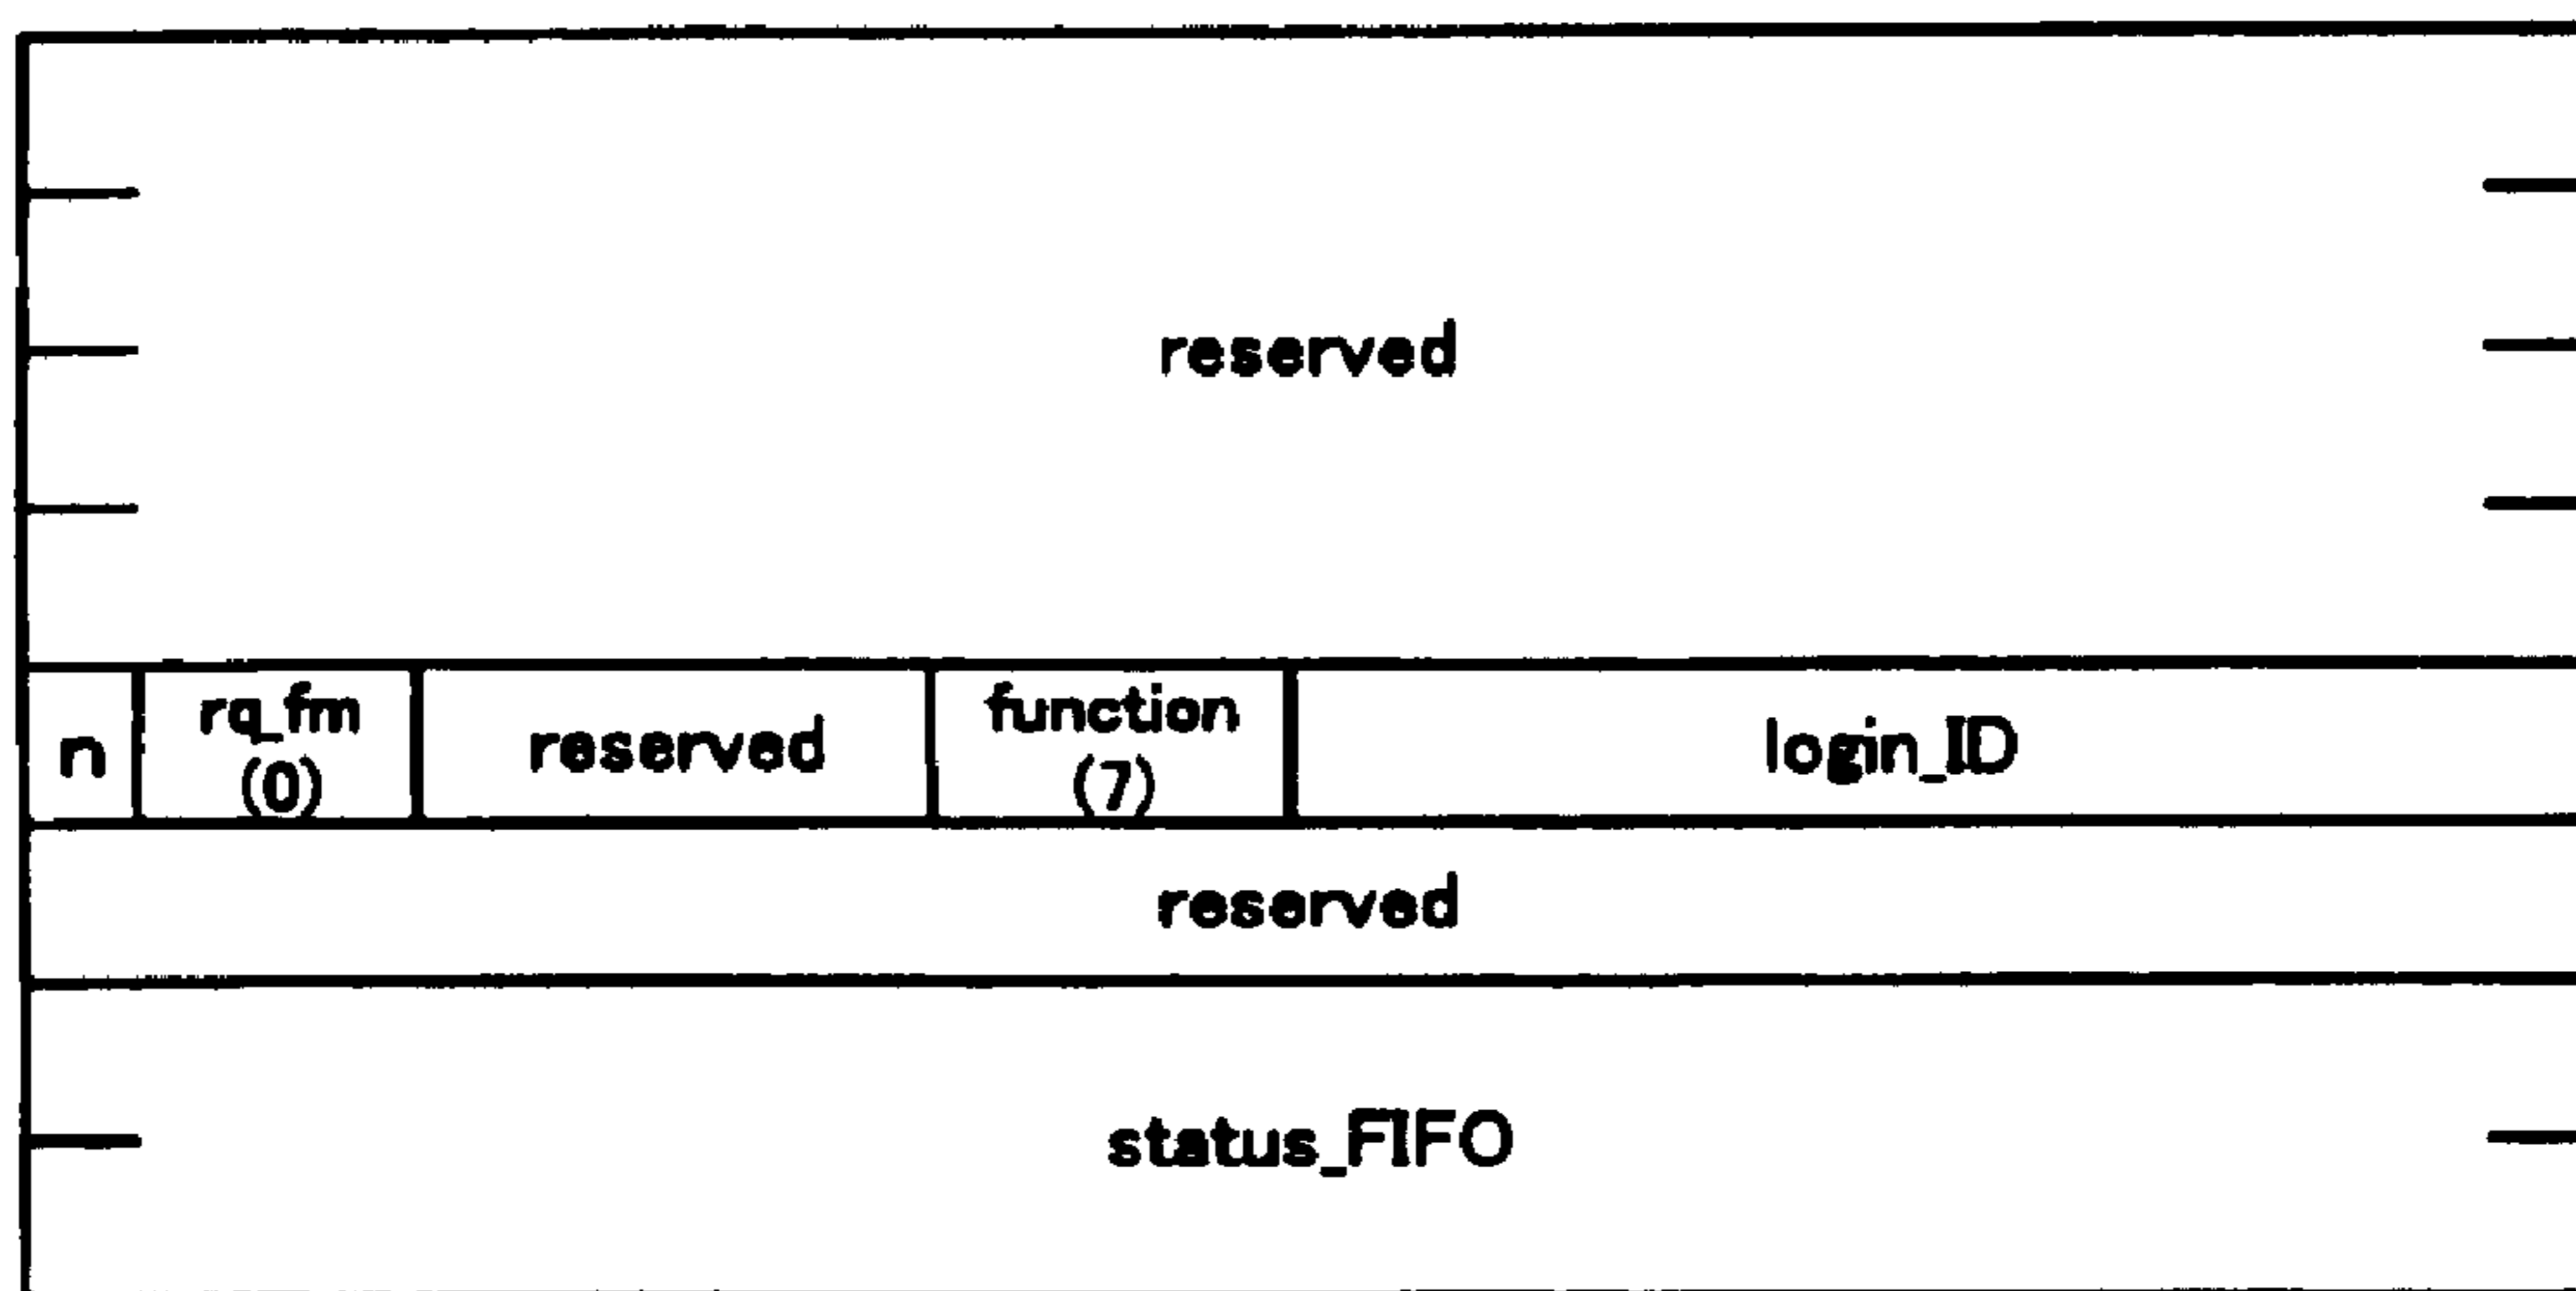 reserved
n
rq_fm
(0)
reserved
function
(7)
login_ID
reserved
status_FIFO